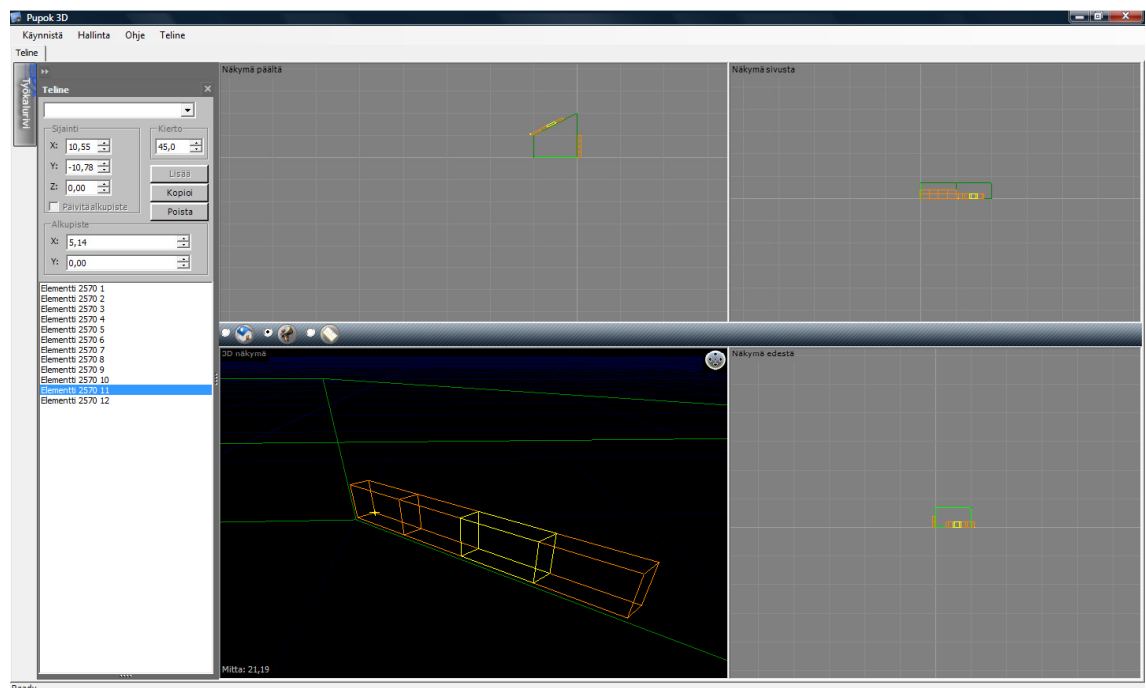 Pupok 3D
Käynnistä Hallinta Ohje Teline
Teline
Työkalurivi
Teline
Sijainti
X: 10,55
Y: -10,78
Z: 0,00
Päivitä alkupiste
Kierto
45,0
Lisää
Kopioi
Poista
Alkupiste
X: 5,14
Y: 0,00
Elementti 2570 1
Elementti 2570 2
Elementti 2570 3
Elementti 2570 4
Elementti 2570 5
Elementti 2570 6
Elementti 2570 7
Elementti 2570 8
Elementti 2570 9
Elementti 2570 10
Elementti 2570 11
Elementti 2570 12
Näkymä päältä
Näkymä sivusta
3D näkymä
Mitta: 21,19
Näkymä edestä
Ready